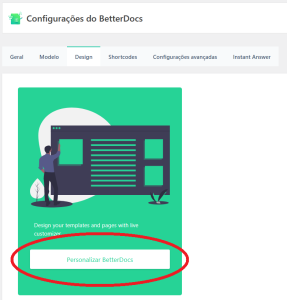 Configurações do BetterDocs
Geral Modelo Design Shortcodes Configurações avançadas Instant Answer
Design your templates and pages with live
customizer.
Personalizar BetterDocs